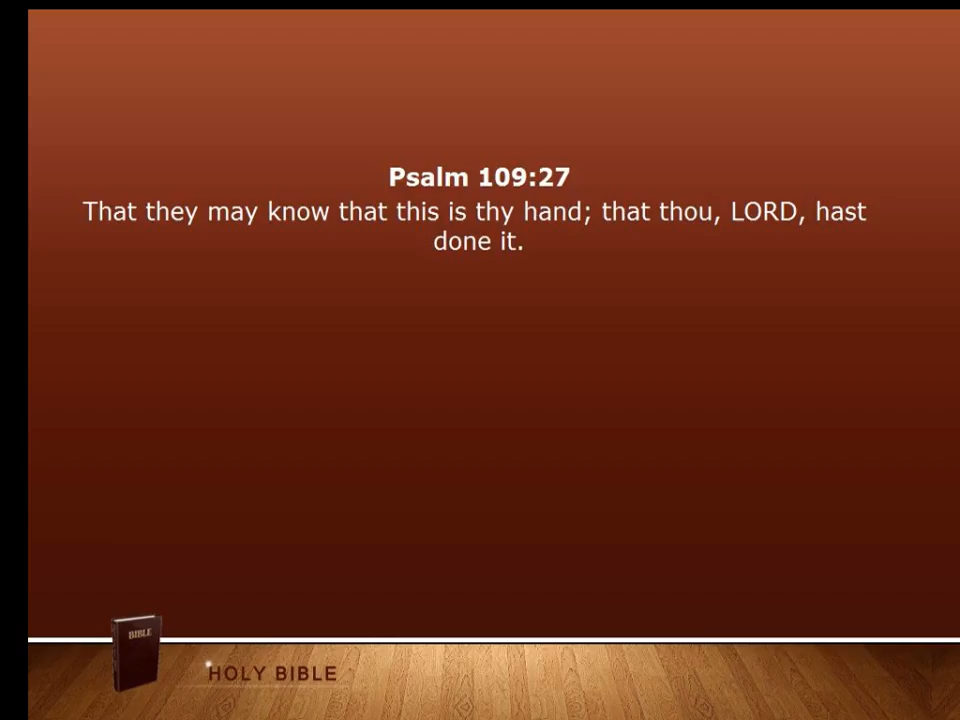 Psalm 109:27
That they may know that this is thy hand; that thou, LORD, hast
done it.
BIBLE
HOLY BIBLE